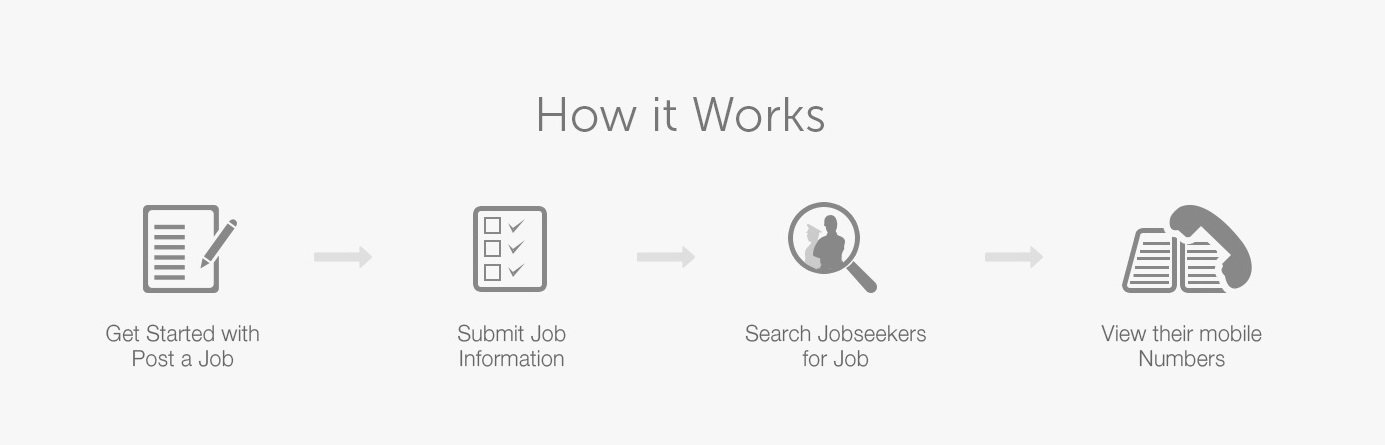 How it Works
Get Started with
Post a Job
Submit Job
Information
Search Jobseekers
for Job
View their mobile
Numbers